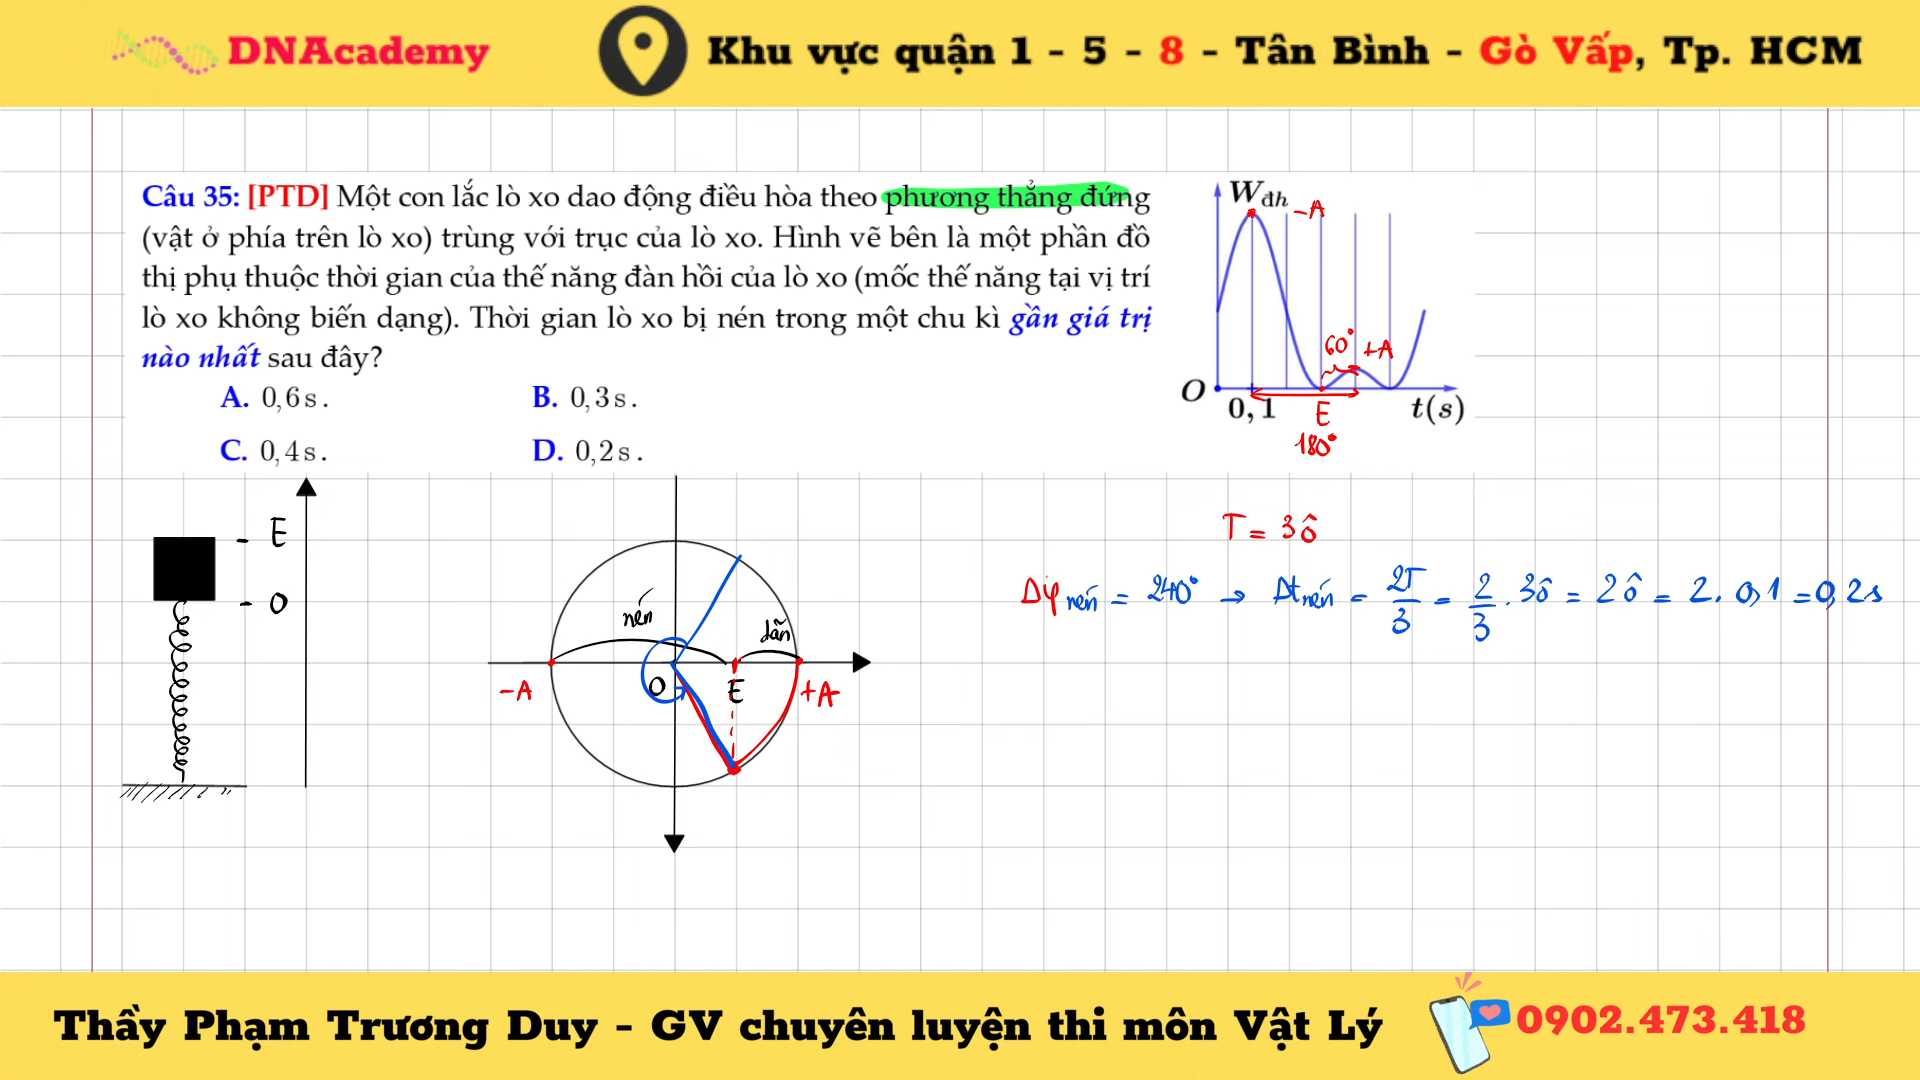 DNAcademy
Khu vực quận 1 - 5 - 8 - Tân Bình - Gò Vấp, Tp. HCM
Câu 35: [PTD] Một con lắc lò xo dao động điều hòa theo phương thẳng đứng
(vật ở phía trên lò xo) trùng với trục của lò xo. Hình vẽ bên là một phần đồ
thị phụ thuộc thời gian của thế năng đàn hồi của lò xo (mốc thế năng tại vị trí
lò xo không biến dạng). Thời gian lò xo bị nén trong một chu kì gần giá trị
nào nhất sau đây?
A. 0,6 s. B. 0,3 s.
C. 0,4 s. D. 0,2 s.
Wđh
-A
60° +A
O 0,1 E t(s)
180°
E
O
nén
dãn
-A O E +A
T = 3ô
Δφ nén = 240° → Δt nén = 2T/3 = 2/3 . 3ô = 2ô = 2. 0,1 = 0,2s
Thầy Phạm Trương Duy - GV chuyên luyện thi môn Vật Lý
0902.473.418